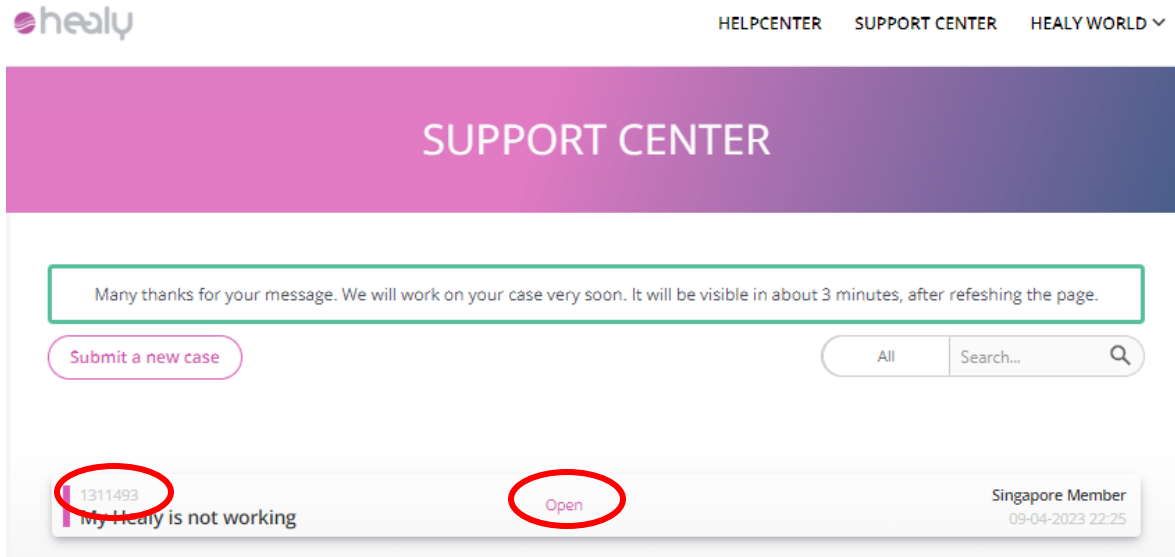 healy
HELPCENTER SUPPORT CENTER HEALY WORLD
SUPPORT CENTER
Many thanks for your message. We will work on your case very soon. It will be visible in about 3 minutes, after refeshing the page.
Submit a new case All Search...
1311493
My Healy is not working
Open
Singapore Member
09-04-2023 22:25